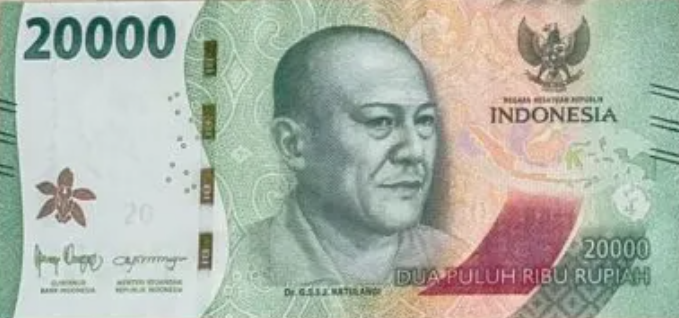 20000
NEGARA KESATUAN REPUBLIK
INDONESIA
20
GUBERNUR
BANK INDONESIA
MENTERI KEUANGAN
REPUBLIK INDONESIA
Dr. G.S.S.J. RATULANGI
20000
DUA PULUH RIBU RUPIAH